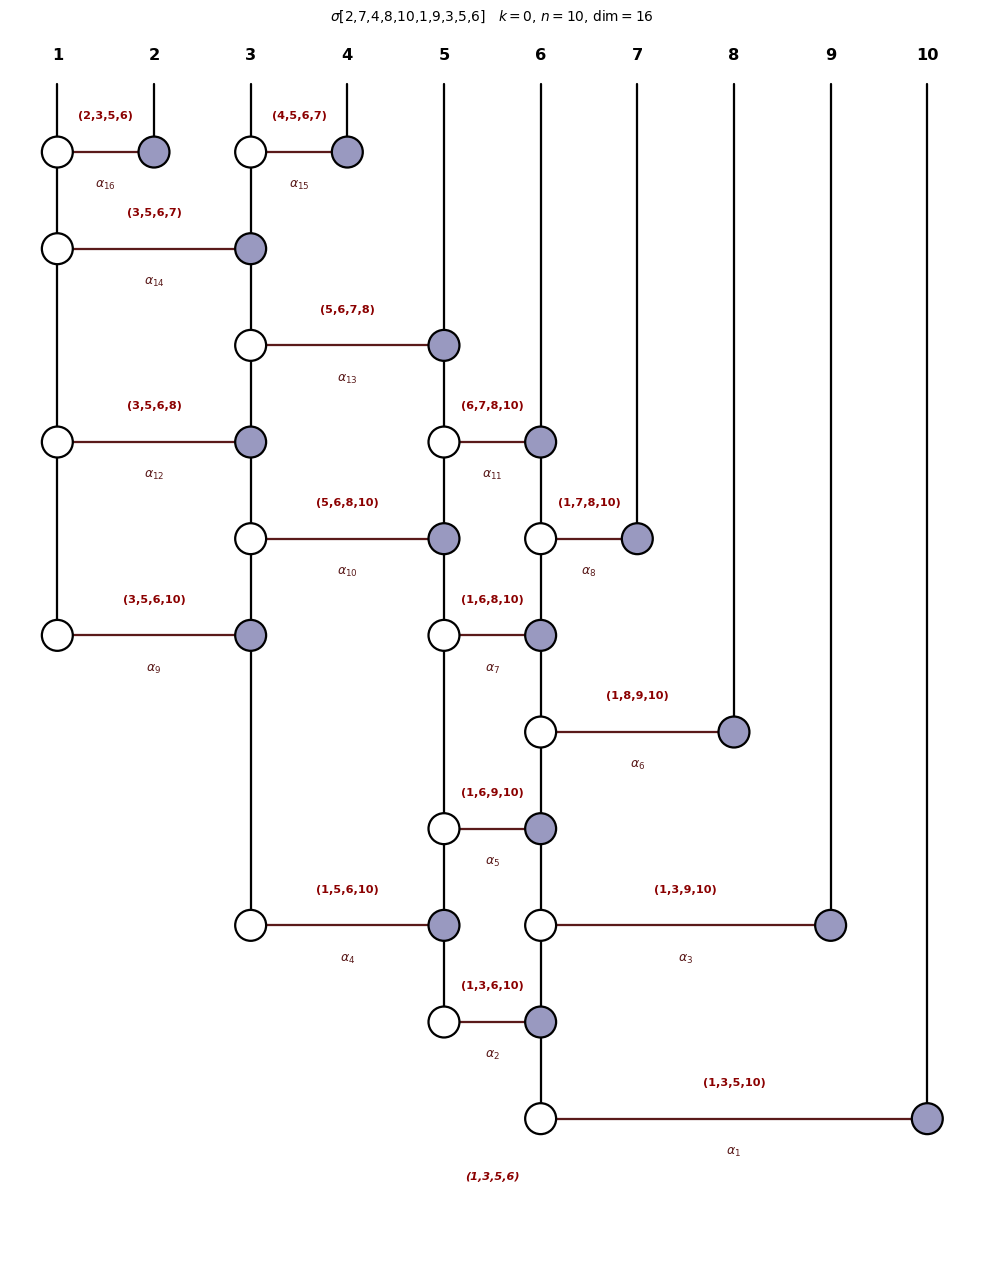 σ[2,7,4,8,10,1,9,3,5,6] k=0, n=10, dim=16
1 2 3 4 5 6 7 8 9 10
(2,3,5,6) (4,5,6,7)
α₁₆ α₁₅
(3,5,6,7)
α₁₄
(5,6,7,8)
α₁₃
(3,5,6,8) (6,7,8,10)
α₁₂ α₁₁
(5,6,8,10) (1,7,8,10)
α₁₀ α₈
(3,5,6,10) (1,6,8,10)
α₉ α₇
(1,8,9,10)
α₆
(1,6,9,10)
α₅
(1,5,6,10) (1,3,9,10)
α₄ α₃
(1,3,6,10)
α₂
(1,3,5,10)
α₁
(1,3,5,6)